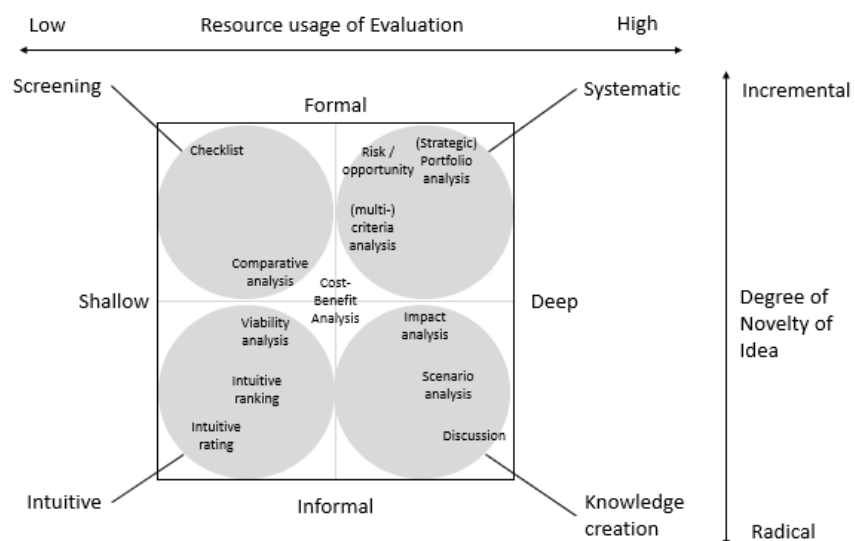 Low
Resource usage of Evaluation
High
Screening
Formal
Systematic
Incremental
Checklist
Risk /
opportunity
(Strategic)
Portfolio
analysis
(multi-)
criteria
analysis
Comparative
analysis
Cost-
Benefit
Analysis
Shallow
Deep
Degree of
Novelty of
Idea
Viability
analysis
Impact
analysis
Intuitive
ranking
Scenario
analysis
Intuitive
rating
Discussion
Intuitive
Informal
Knowledge
creation
Radical